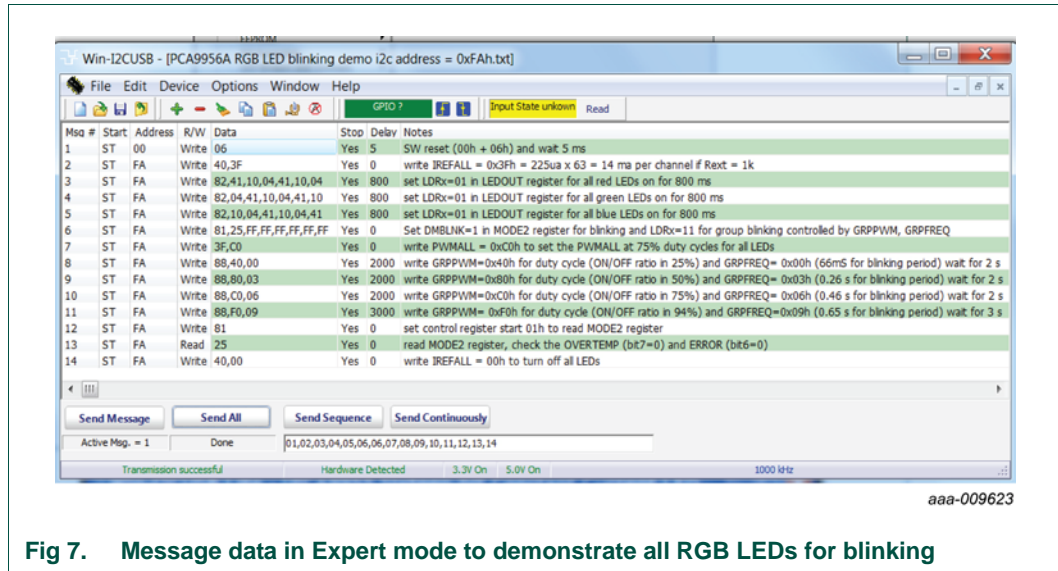 EEPROM
Win-I2CUSB - [PCA9956A RGB LED blinking demo i2c address = 0xFAh.txt]
File Edit Device Options Window Help
GPIO ? Input State unkown Read
Msg # Start Address R/W Data Stop Delay Notes
1 ST 00 Write 06 Yes 5 SW reset (00h + 06h) and wait 5 ms
2 ST FA Write 40,3F Yes 0 write IREFALL = 0x3Fh = 225ua x 63 = 14 ma per channel if Rext = 1k
3 ST FA Write 82,41,10,04,41,10,04 Yes 800 set LDRx=01 in LEDOUT register for all red LEDs on for 800 ms
4 ST FA Write 82,04,41,10,04,41,10 Yes 800 set LDRx=01 in LEDOUT register for all green LEDs on for 800 ms
5 ST FA Write 82,10,04,41,10,04,41 Yes 800 set LDRx=01 in LEDOUT register for all blue LEDs on for 800 ms
6 ST FA Write 81,25,FF,FF,FF,FF,FF,FF Yes 0 Set DMBLNK=1 in MODE2 register for blinking and LDRx=11 for group blinking controlled by GRPPWM, GRPFREQ
7 ST FA Write 3F,C0 Yes 0 write PWMALL = 0xC0h to set the PWMALL at 75% duty cycles for all LEDs
8 ST FA Write 88,40,00 Yes 2000 write GRPPWM=0x40h for duty cycle (ON/OFF ratio in 25%) and GRPFREQ= 0x00h (66mS for blinking period) wait for 2 s
9 ST FA Write 88,80,03 Yes 2000 write GRPPWM=0x80h for duty cycle (ON/OFF ratio in 50%) and GRPFREQ= 0x03h (0.26 s for blinking period) wait for 2 s
10 ST FA Write 88,C0,06 Yes 2000 write GRPPWM=0xC0h for duty cycle (ON/OFF ratio in 75%) and GRPFREQ= 0x06h (0.46 s for blinking period) wait for 2 s
11 ST FA Write 88,F0,09 Yes 3000 write GRPPWM= 0xF0h for duty cycle (ON/OFF ratio in 94%) and GRPFREQ=0x09h (0.65 s for blinking period) wait for 3 s
12 ST FA Write 81 Yes 0 set control register start 01h to read MODE2 register
13 ST FA Read 25 Yes 0 read MODE2 register, check the OVERTEMP (bit7=0) and ERROR (bit6=0)
14 ST FA Write 40,00 Yes 0 write IREFALL = 00h to turn off all LEDs
Send Message Send All Send Sequence Send Continuously
Active Msg. = 1 Done 01,02,03,04,05,06,06,07,08,09,10,11,12,13,14
Transmission successful Hardware Detected 3.3V On 5.0V On 1000 kHz
aaa-009623
Fig 7. Message data in Expert mode to demonstrate all RGB LEDs for blinking